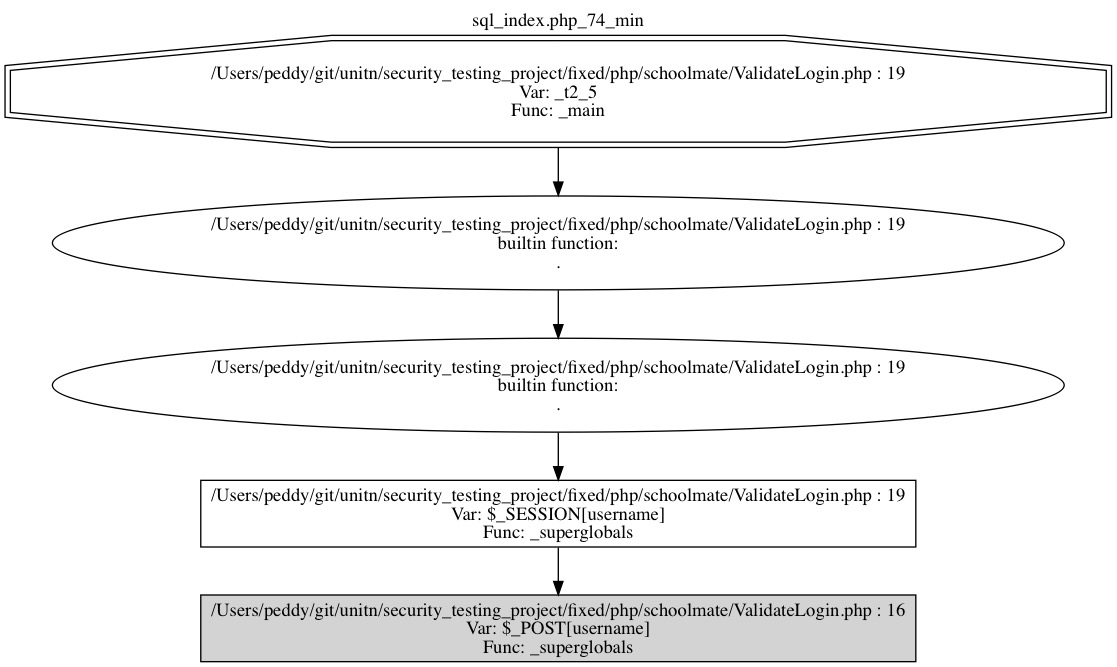 sql_index.php_74_min
/Users/peddy/git/unitn/security_testing_project/fixed/php/schoolmate/ValidateLogin.php : 19
Var: _t2_5
Func: _main
/Users/peddy/git/unitn/security_testing_project/fixed/php/schoolmate/ValidateLogin.php : 19
builtin function:
.
/Users/peddy/git/unitn/security_testing_project/fixed/php/schoolmate/ValidateLogin.php : 19
builtin function:
.
/Users/peddy/git/unitn/security_testing_project/fixed/php/schoolmate/ValidateLogin.php : 19
Var: $_SESSION[username]
Func: _superglobals
/Users/peddy/git/unitn/security_testing_project/fixed/php/schoolmate/ValidateLogin.php : 16
Var: $_POST[username]
Func: _superglobals